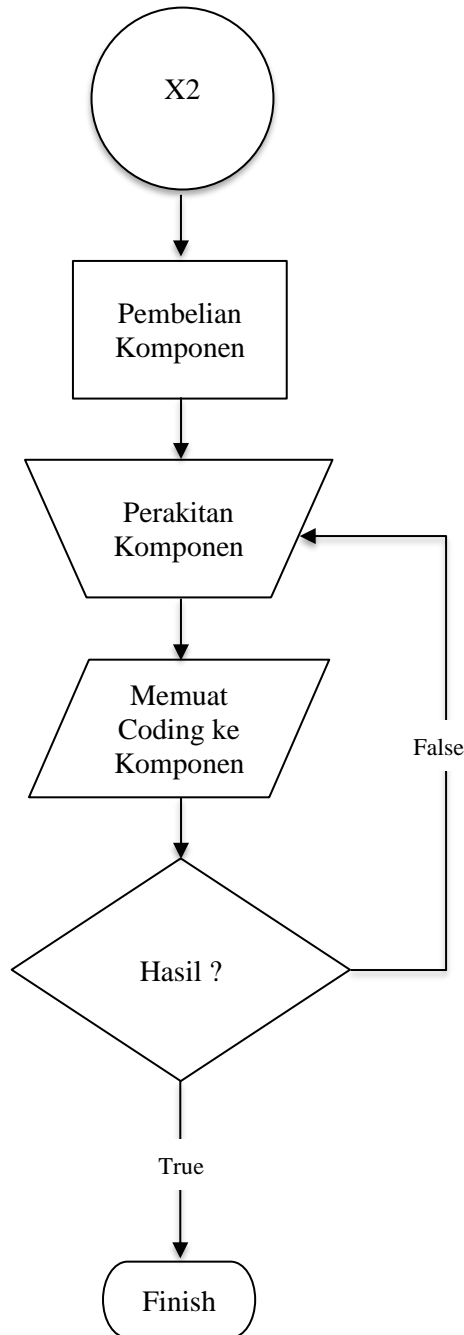 X2
Pembelian
Komponen
Perakitan
Komponen
Memuat
Coding ke
Komponen
False
Hasil ?
True
Finish